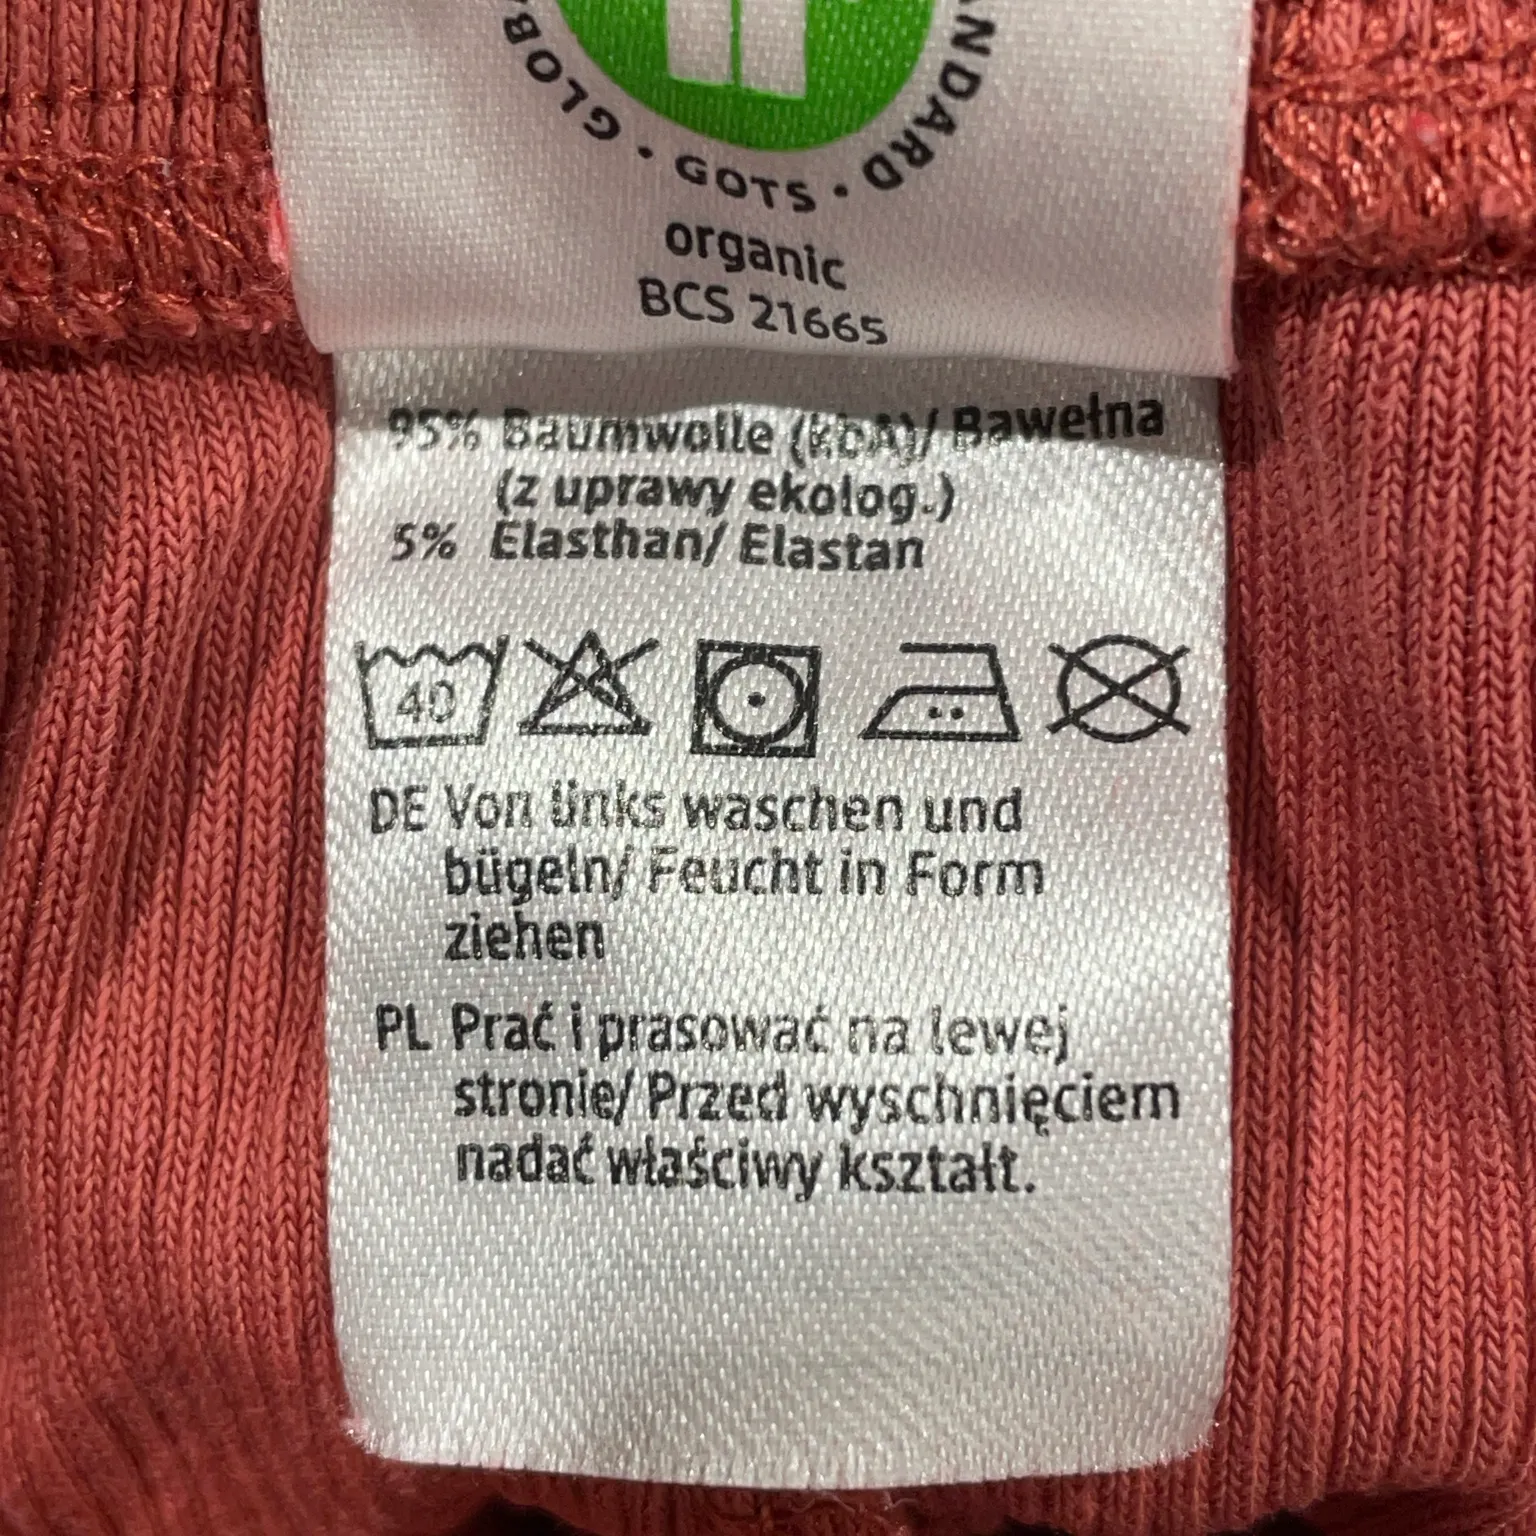 GLOB
· GOTS ·
ANDARD
organic
BCS 21665
95% Baumwolle (kbA)/ Bawełna
(z uprawy ekolog.)
5% Elasthan/ Elastan
40
DE Von links waschen und
bügeln/ Feucht in Form
ziehen
PL Prać i prasować na lewej
stronie/ Przed wyschnięciem
nadać właściwy kształt.